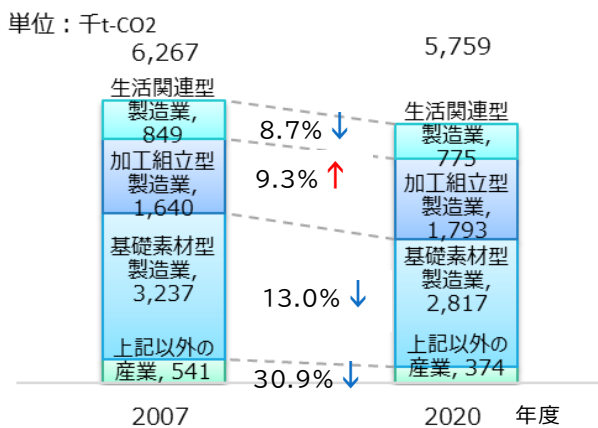 単位：千t-CO2
6,267
5,759
生活関連型
製造業,
849
8.7% ↓
生活関連型
製造業,
775
加工組立型
製造業,
1,640
9.3% ↑
加工組立型
製造業,
1,793
基礎素材型
製造業,
3,237
13.0% ↓
基礎素材型
製造業,
2,817
上記以外の
産業, 541
30.9% ↓
上記以外の
産業, 374
2007
2020 年度